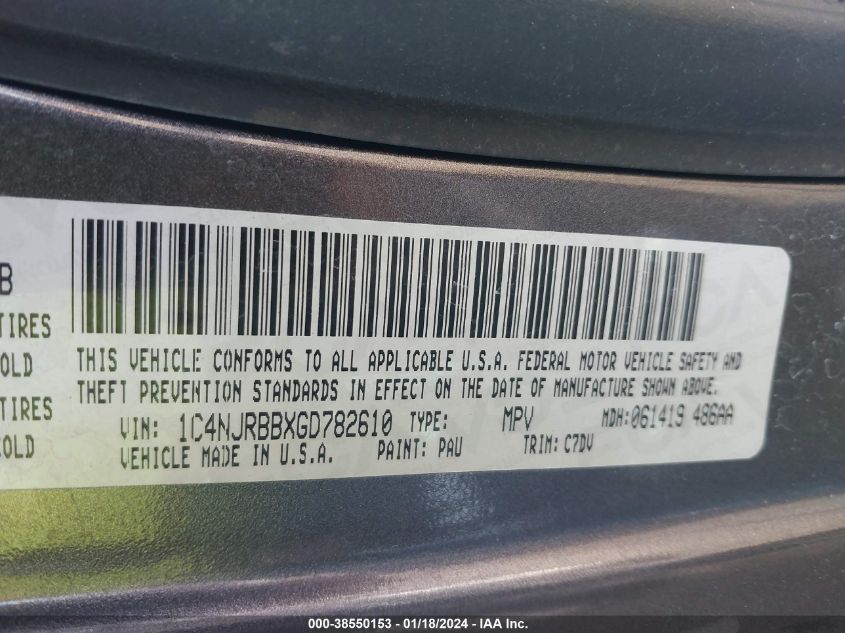 B
TIRES
COLD
TIRES
COLD
THIS VEHICLE CONFORMS TO ALL APPLICABLE U.S.A. FEDERAL MOTOR VEHICLE SAFETY AND
THEFT PREVENTION STANDARDS IN EFFECT ON THE DATE OF MANUFACTURE SHOWN ABOVE.
VIN: 1C4NJRBBXGD782610 TYPE: MPV MDH:061419 486AA
VEHICLE MADE IN U.S.A. PAINT: PAU TRIM: C7DV
000-38550153 - 01/18/2024 - IAA Inc.